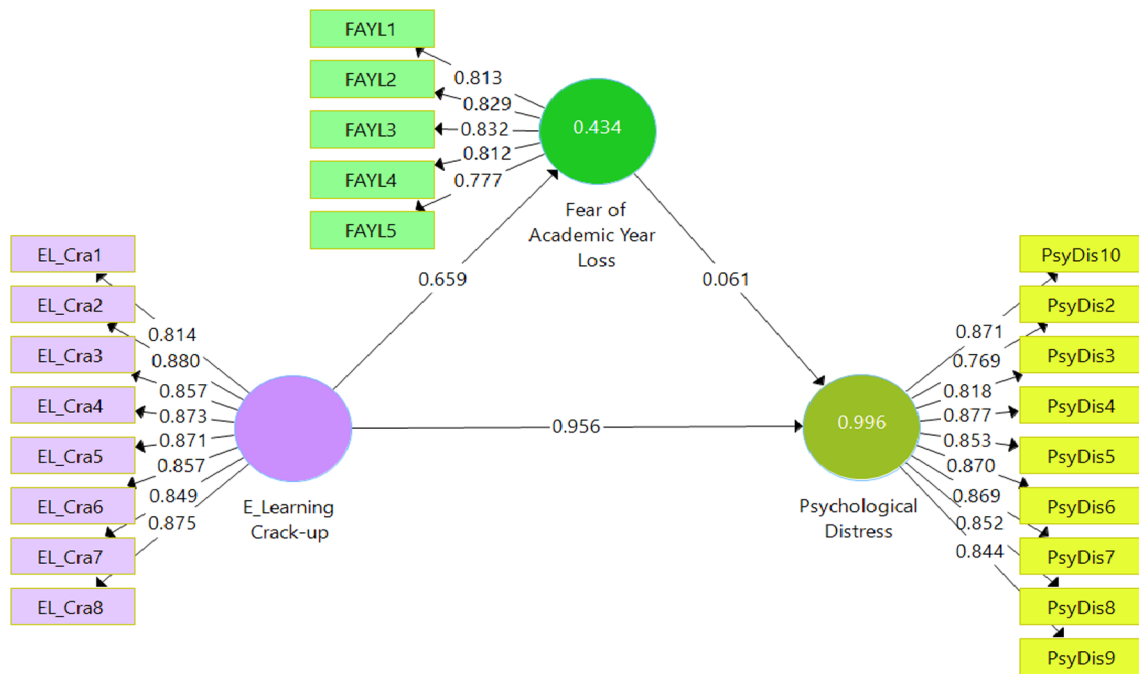 FAYL1
FAYL2
FAYL3
FAYL4
FAYL5
0.813
0.829
0.832
0.812
0.777
0.434
Fear of
Academic Year
Loss
EL_Cra1
EL_Cra2
EL_Cra3
EL_Cra4
EL_Cra5
EL_Cra6
EL_Cra7
EL_Cra8
0.814
0.880
0.857
0.873
0.871
0.857
0.849
0.875
E_Learning
Crack-up
0.659
0.061
0.956
0.996
Psychological
Distress
0.871
0.769
0.818
0.877
0.853
0.870
0.869
0.852
0.844
PsyDis10
PsyDis2
PsyDis3
PsyDis4
PsyDis5
PsyDis6
PsyDis7
PsyDis8
PsyDis9